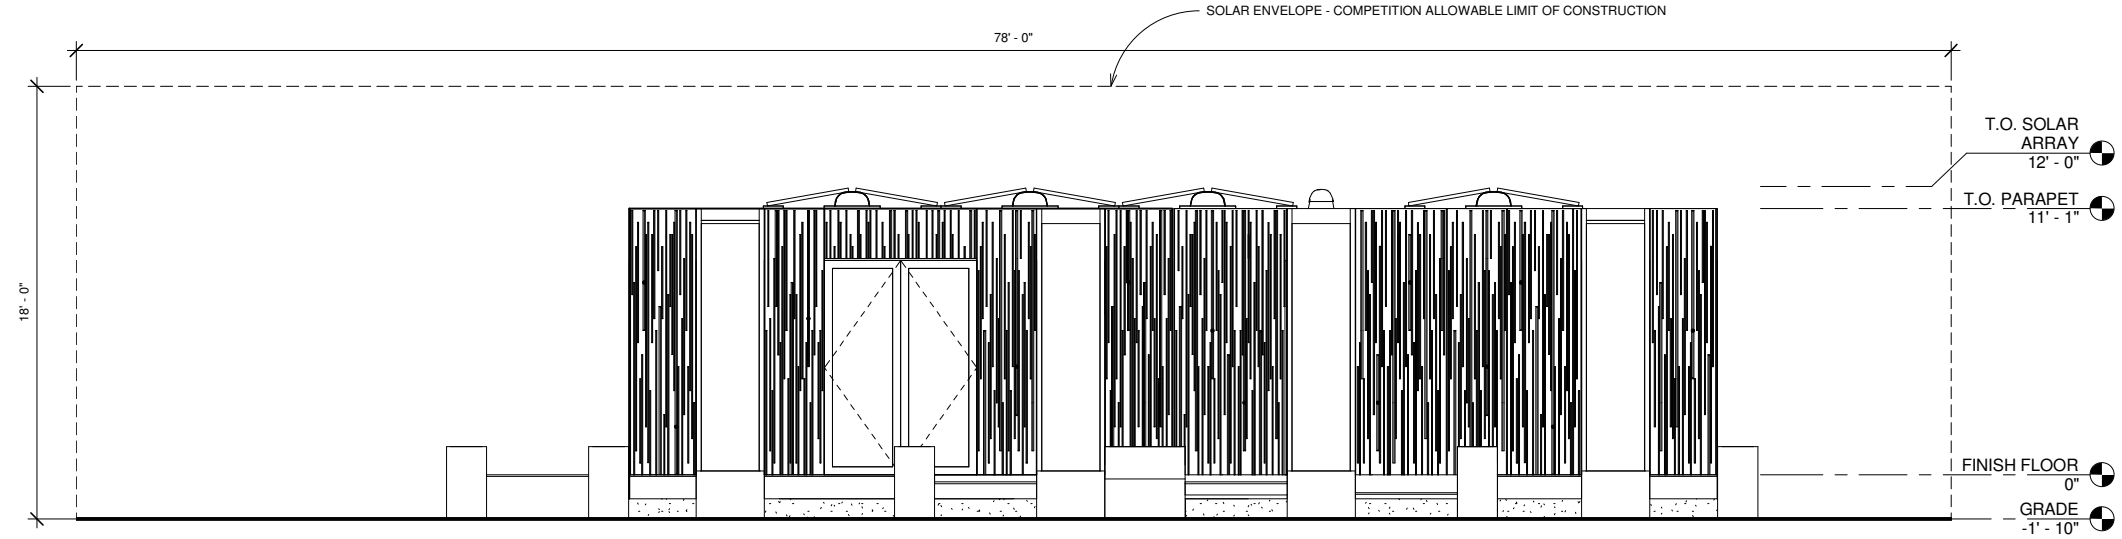 SOLAR ENVELOPE - COMPETITION ALLOWABLE LIMIT OF CONSTRUCTION
78' - 0"
18' - 0"
T.O. SOLAR
ARRAY
12' - 0"
T.O. PARAPET
11' - 1"
FINISH FLOOR
0"
GRADE
-1' - 10"